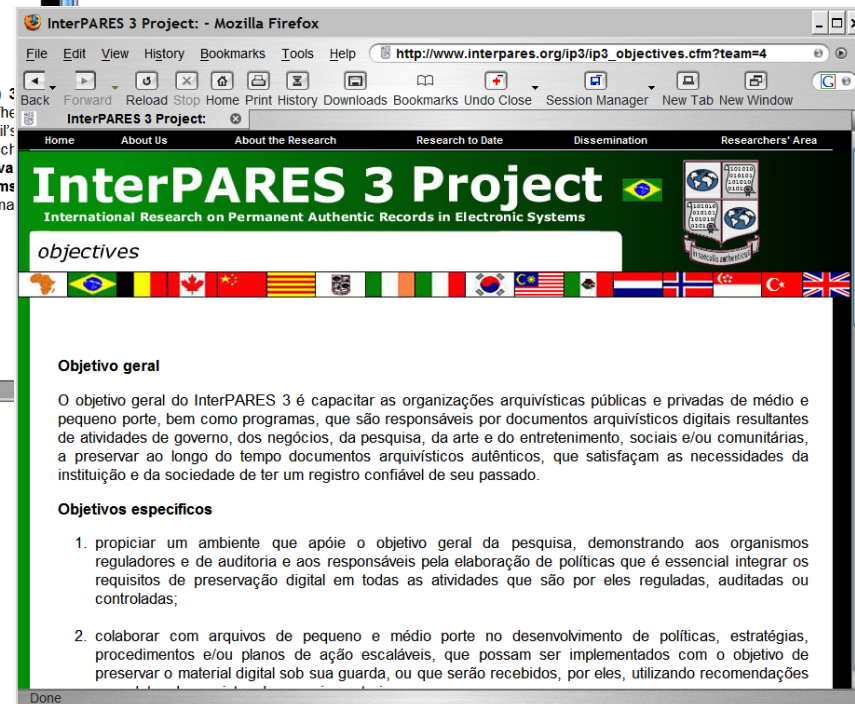 InterPARES 3 Project: - Mozilla Firefox
File Edit View History Bookmarks Tools Help http://www.interpares.org/ip3/ip3_objectives.cfm?team=4
Back Forward Reload Stop Home Print History Downloads Bookmarks Undo Close Session Manager New Tab New Window
InterPARES 3 Project:
Home About Us About the Research Research to Date Dissemination Researchers' Area
InterPARES 3 Project
International Research on Permanent Authentic Records in Electronic Systems
objectives
Objetivo geral
O objetivo geral do InterPARES 3 é capacitar as organizações arquivísticas públicas e privadas de médio e
pequeno porte, bem como programas, que são responsáveis por documentos arquivísticos digitais resultantes
de atividades de governo, dos negócios, da pesquisa, da arte e do entretenimento, sociais e/ou comunitárias,
a preservar ao longo do tempo documentos arquivísticos autênticos, que satisfaçam as necessidades da
instituição e da sociedade de ter um registro confiável de seu passado.
Objetivos específicos
1. propiciar um ambiente que apóie o objetivo geral da pesquisa, demonstrando aos organismos
reguladores e de auditoria e aos responsáveis pela elaboração de políticas que é essencial integrar os
requisitos de preservação digital em todas as atividades que são por eles reguladas, auditadas ou
controladas;
2. colaborar com arquivos de pequeno e médio porte no desenvolvimento de políticas, estratégias,
procedimentos e/ou planos de ação escaláveis, que possam ser implementados com o objetivo de
preservar o material digital sob sua guarda, ou que serão recebidos, por eles, utilizando recomendações
Done